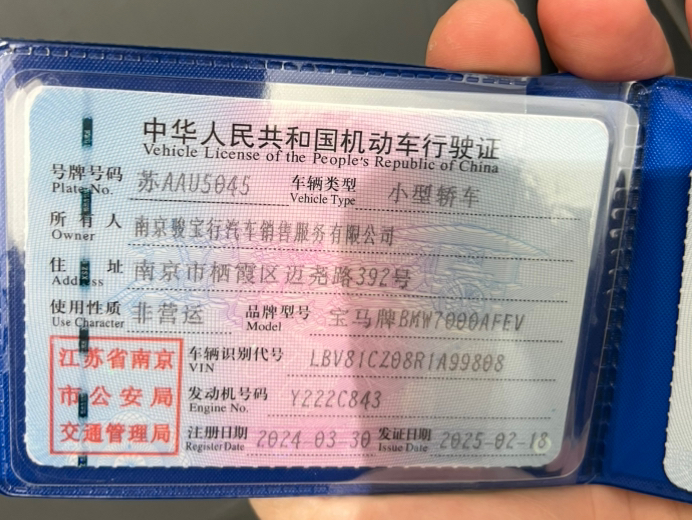 中华人民共和国机动车行驶证
Vehicle License of the People's Republic of China
号牌号码 苏AAU5045 车辆类型 小型轿车
Plate No. Vehicle Type
所有人 南京骏宝行汽车销售服务有限公司
Owner
住址 南京市栖霞区迈尧路392号
Address
使用性质 非营运 品牌型号 宝马牌BMW7000AFEV
Use Character Model
江苏省南京
市公安局
交通管理局
车辆识别代号 LBV81CZ08R1A99808
VIN
发动机号码 Y222C843
Engine No.
注册日期 2024-03-30 发证日期 2025-02-18
Register Date Issue Date